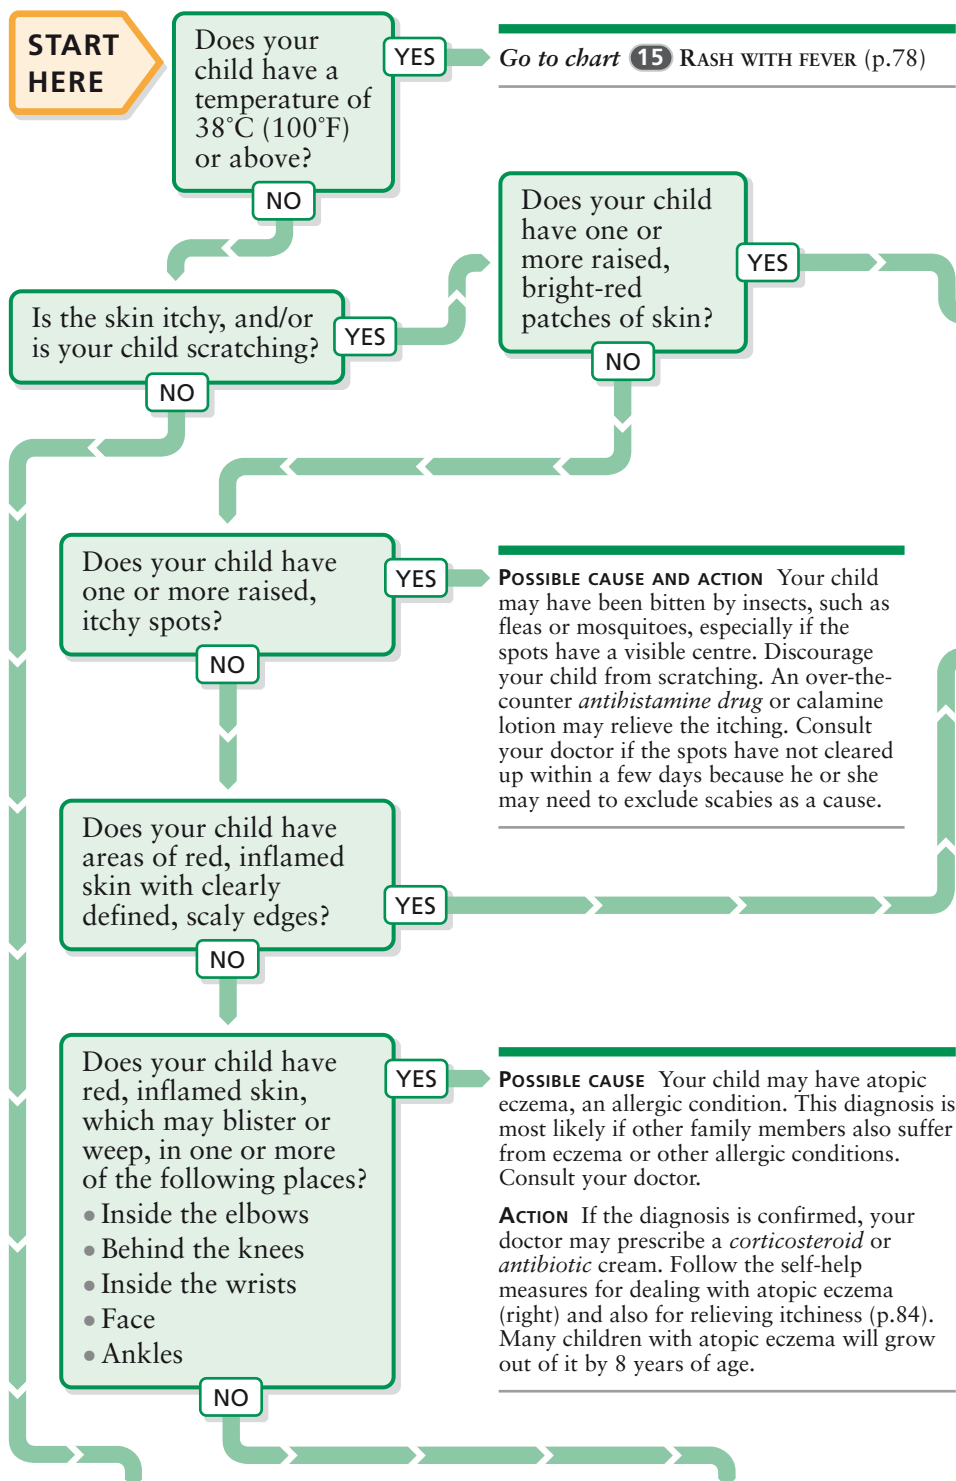 START
HERE
Does your
child have a
temperature of
38˚C (100˚F)
or above?
YES
Go to chart 15 RASH WITH FEVER (p.78)
NO
Is the skin itchy, and/or
is your child scratching?
YES
NO
Does your child
have one or
more raised,
bright-red
patches of skin?
YES
NO
Does your child have
one or more raised,
itchy spots?
YES
NO
POSSIBLE CAUSE AND ACTION Your child
may have been bitten by insects, such as
fleas or mosquitoes, especially if the
spots have a visible centre. Discourage
your child from scratching. An over-the-
counter antihistamine drug or calamine
lotion may relieve the itching. Consult
your doctor if the spots have not cleared
up within a few days because he or she
may need to exclude scabies as a cause.
Does your child have
areas of red, inflamed
skin with clearly
defined, scaly edges?
YES
NO
Does your child have
red, inflamed skin,
which may blister or
weep, in one or more
of the following places?
• Inside the elbows
• Behind the knees
• Inside the wrists
• Face
• Ankles
YES
NO
POSSIBLE CAUSE Your child may have atopic
eczema, an allergic condition. This diagnosis is
most likely if other family members also suffer
from eczema or other allergic conditions.
Consult your doctor.
ACTION If the diagnosis is confirmed, your
doctor may prescribe a corticosteroid or
antibiotic cream. Follow the self-help
measures for dealing with atopic eczema
(right) and also for relieving itchiness (p.84).
Many children with atopic eczema will grow
out of it by 8 years of age.